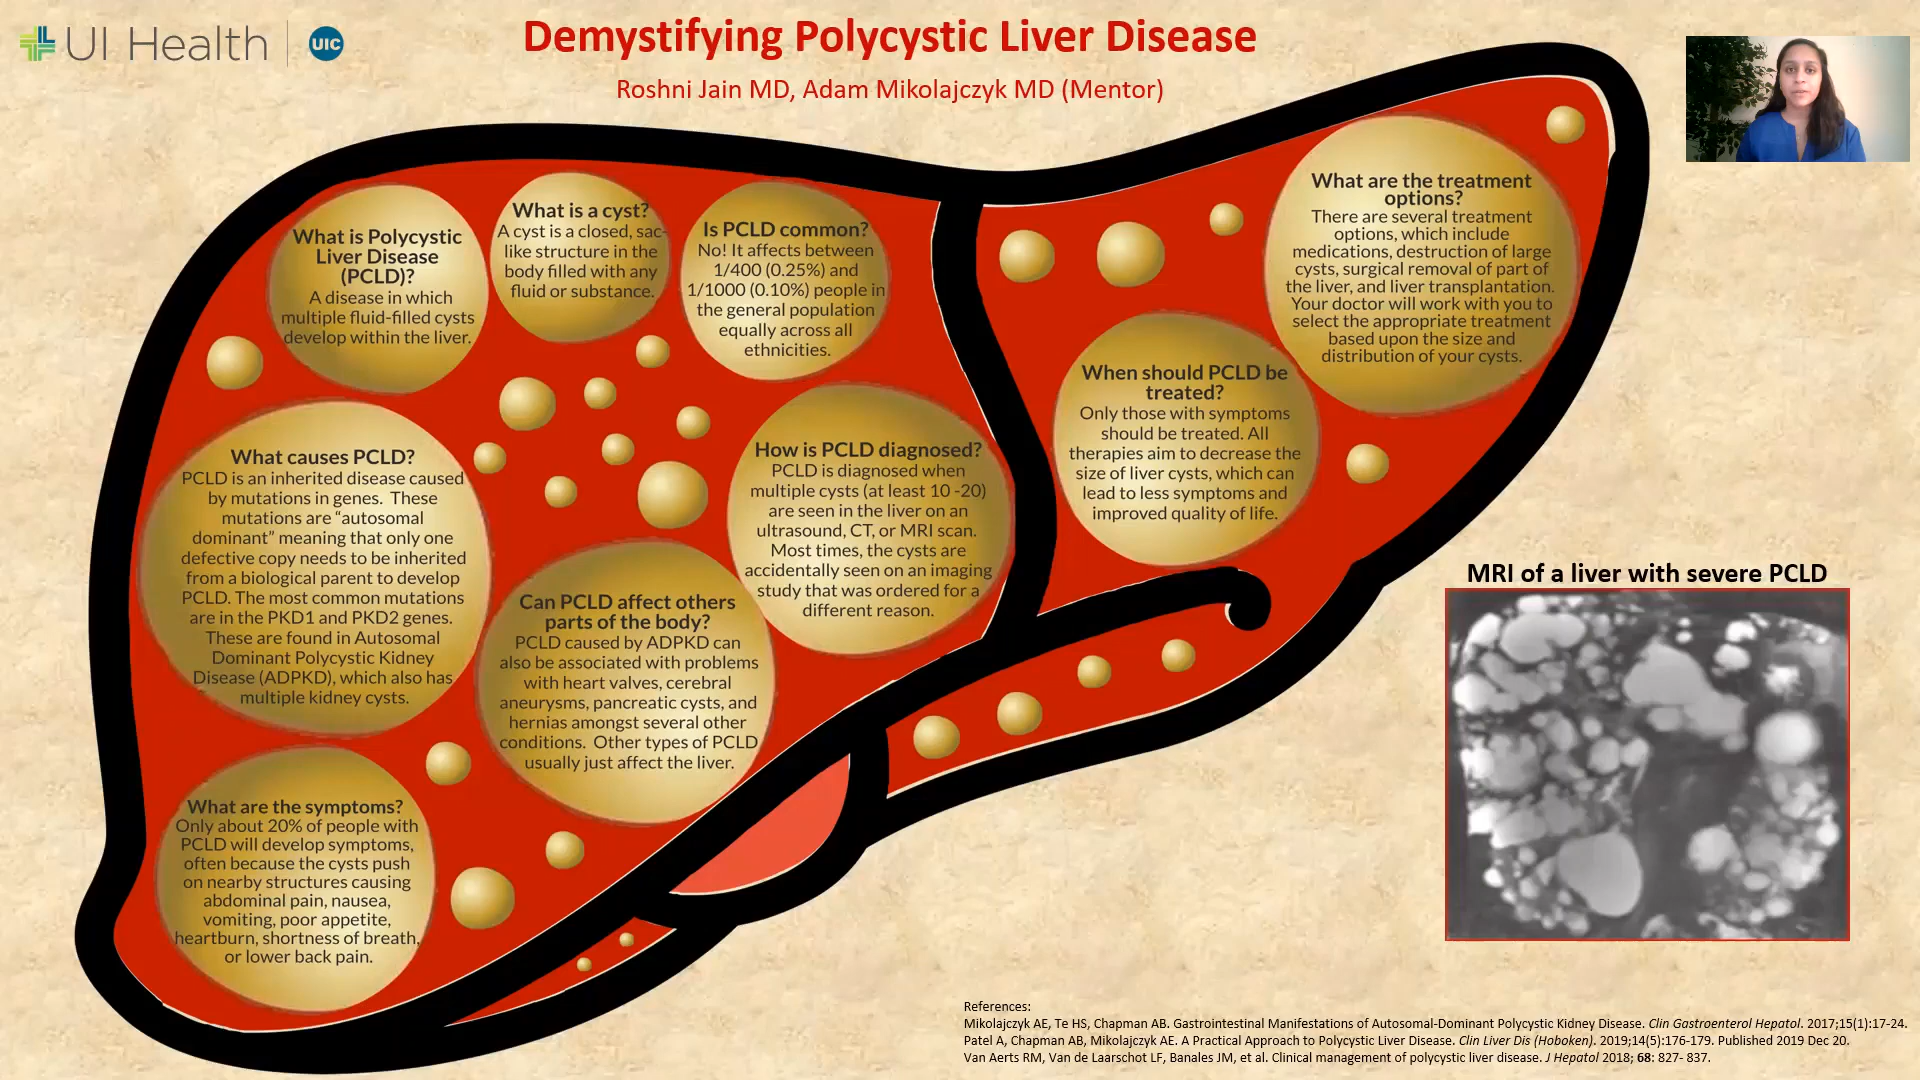 UI Health
UIC
Demystifying Polycystic Liver Disease
Roshni Jain MD, Adam Mikolajczyk MD (Mentor)
What is Polycystic
Liver Disease
(PCLD)?
A disease in which
multiple fluid-filled cysts
develop within the liver.
What is a cyst?
A cyst is a closed, sac-
like structure in the
body filled with any
fluid or substance.
Is PCLD common?
No! It affects between
1/400 (0.25%) and
1/1000 (0.10%) people in
the general population
equally across all
ethnicities.
What causes PCLD?
PCLD is an inherited disease caused
by mutations in genes.  These
mutations are “autosomal
dominant” meaning that only one
defective copy needs to be inherited
from a biological parent to develop
PCLD. The most common mutations
are in the PKD1 and PKD2 genes.
These are found in Autosomal
Dominant Polycystic Kidney
Disease (ADPKD), which also has
multiple kidney cysts.
What are the symptoms?
Only about 20% of people with
PCLD will develop symptoms,
often because the cysts push
on nearby structures causing
abdominal pain, nausea,
vomiting, poor appetite,
heartburn, shortness of breath,
or lower back pain.
Can PCLD affect others
parts of the body?
PCLD caused by ADPKD can
also be associated with problems
with heart valves, cerebral
aneurysms, pancreatic cysts, and
hernias amongst several other
conditions.  Other types of PCLD
usually just affect the liver.
How is PCLD diagnosed?
PCLD is diagnosed when
multiple cysts (at least 10 -20)
are seen in the liver on an
ultrasound, CT, or MRI scan.
Most times, the cysts are
accidentally seen on an imaging
study that was ordered for a
different reason.
When should PCLD be
treated?
Only those with symptoms
should be treated. All
therapies aim to decrease the
size of liver cysts, which can
lead to less symptoms and
improved quality of life.
What are the treatment
options?
There are several treatment
options, which include
medications, destruction of large
cysts, surgical removal of part of
the liver, and liver transplantation.
Your doctor will work with you to
select the appropriate treatment
based upon the size and
distribution of your cysts.
MRI of a liver with severe PCLD
References:
Mikolajczyk AE, Te HS, Chapman AB. Gastrointestinal Manifestations of Autosomal-Dominant Polycystic Kidney Disease. Clin Gastroenterol Hepatol. 2017;15(1):17-24.
Patel A, Chapman AB, Mikolajczyk AE. A Practical Approach to Polycystic Liver Disease. Clin Liver Dis (Hoboken). 2019;14(5):176-179. Published 2019 Dec 20.
Van Aerts RM, Van de Laarschot LF, Banales JM, et al. Clinical management of polycystic liver disease. J Hepatol 2018; 68: 827- 837.